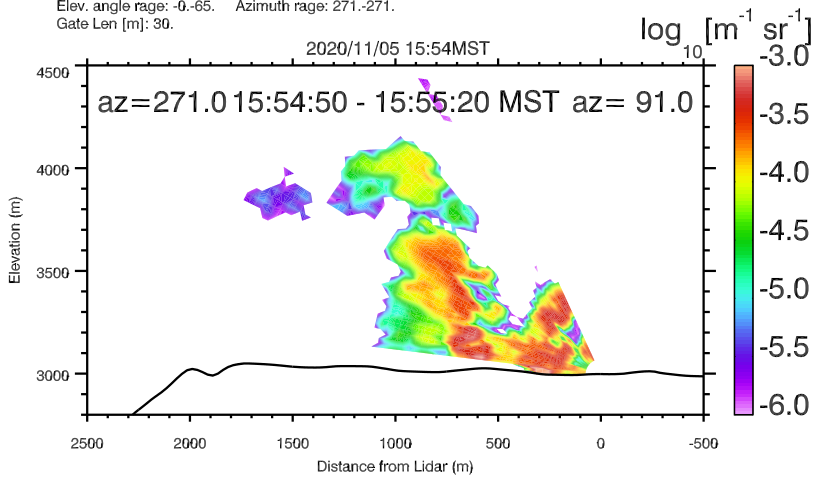 Elev. angle rage: -0.-65. Azimuth rage: 271.-271.
Gate Len [m]: 30.
log10 [m-1 sr-1]
2020/11/05 15:54MST
az=271.0 15:54:50 - 15:55:20 MST az= 91.0
4500
4000
3500
3000
Elevation (m)
2500 2000 1500 1000 500 0 -500
Distance from Lidar (m)
-3.0
-3.5
-4.0
-4.5
-5.0
-5.5
-6.0